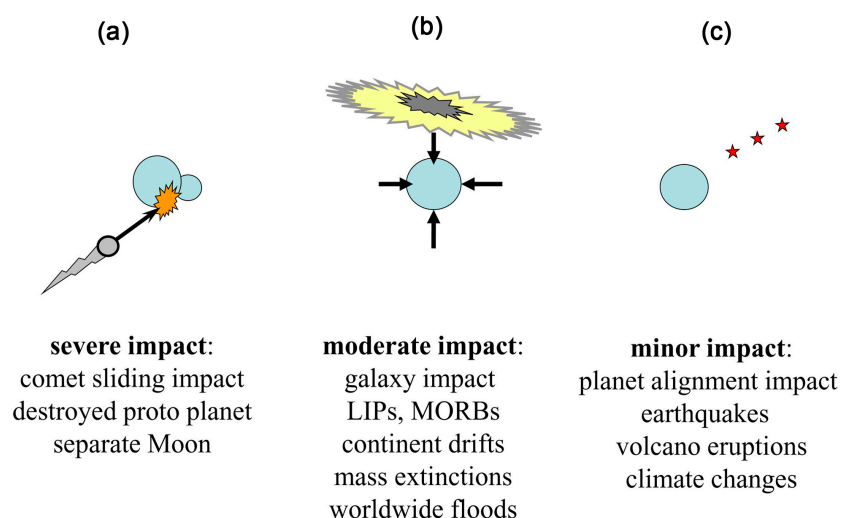 (a)
(b)
(c)
severe impact:
comet sliding impact
destroyed proto planet
separate Moon
moderate impact:
galaxy impact
LIPs, MORBs
continent drifts
mass extinctions
worldwide floods
minor impact:
planet alignment impact
earthquakes
volcano eruptions
climate changes